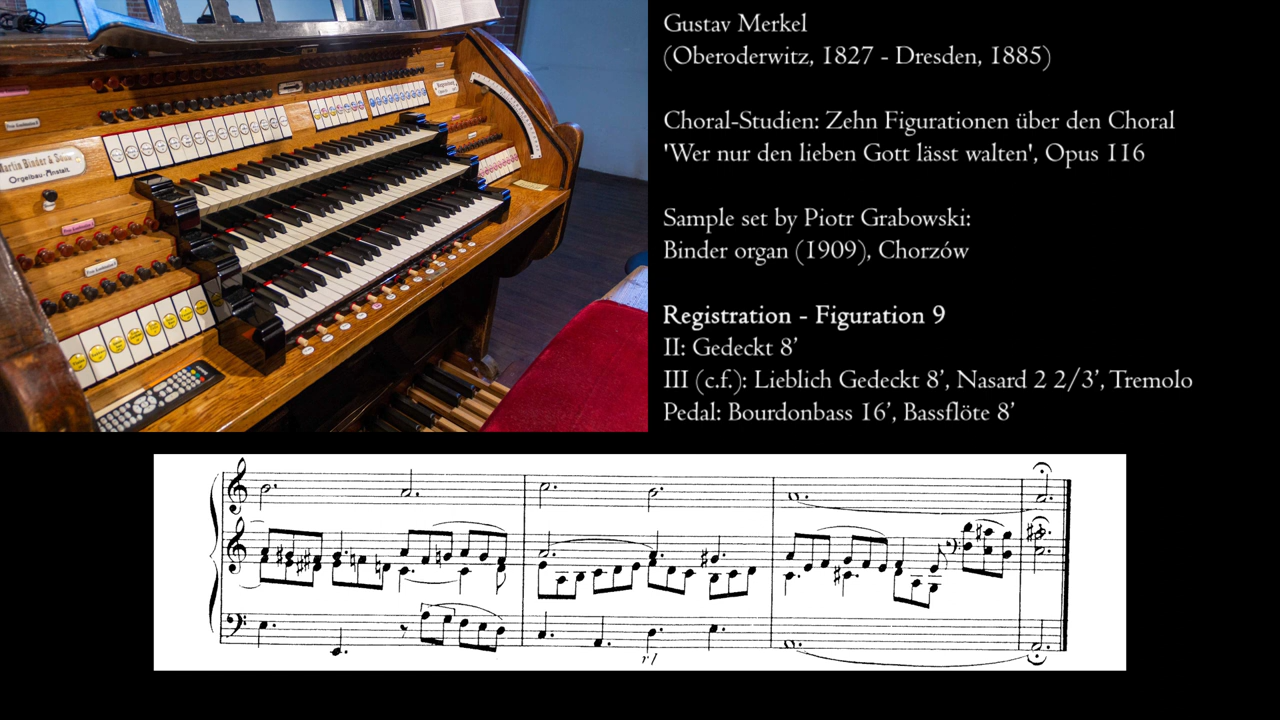 Martin Binder & Sohn
Orgelbau-Anstalt.
Gustav Merkel
(Oberoderwitz, 1827 - Dresden, 1885)
Choral-Studien: Zehn Figurationen über den Choral
'Wer nur den lieben Gott lässt walten', Opus 116
Sample set by Piotr Grabowski:
Binder organ (1909), Chorzów
Registration - Figuration 9
II: Gedeckt 8’
III (c.f.): Lieblich Gedeckt 8’, Nasard 2 2/3’, Tremolo
Pedal: Bourdonbass 16’, Bassflöte 8’